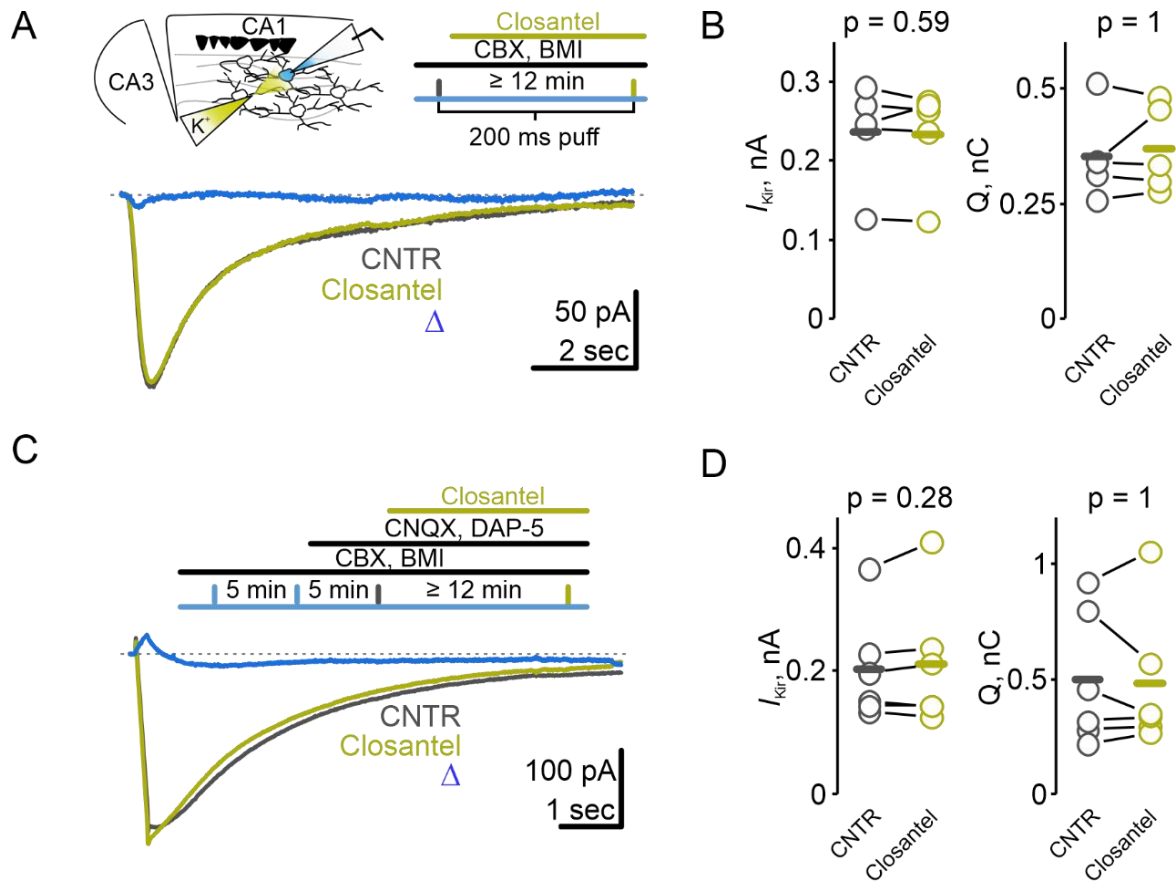 A
CA1
CA3
K⁺
Closantel
CBX, BMI
≥ 12 min
200 ms puff
CNTR
Closantel
Δ
50 pA
2 sec
B
p = 0.59
p = 1
I_Kir, nA
0.3
0.2
0.1
0
CNTR
Closantel
Q, nC
0.5
0.25
0
CNTR
Closantel
C
Closantel
CNQX, DAP-5
CBX, BMI
5 min 5 min ≥ 12 min
CNTR
Closantel
Δ
100 pA
1 sec
D
p = 0.28
p = 1
I_Kir, nA
0.4
0.2
0
CNTR
Closantel
Q, nC
1
0.5
0
CNTR
Closantel